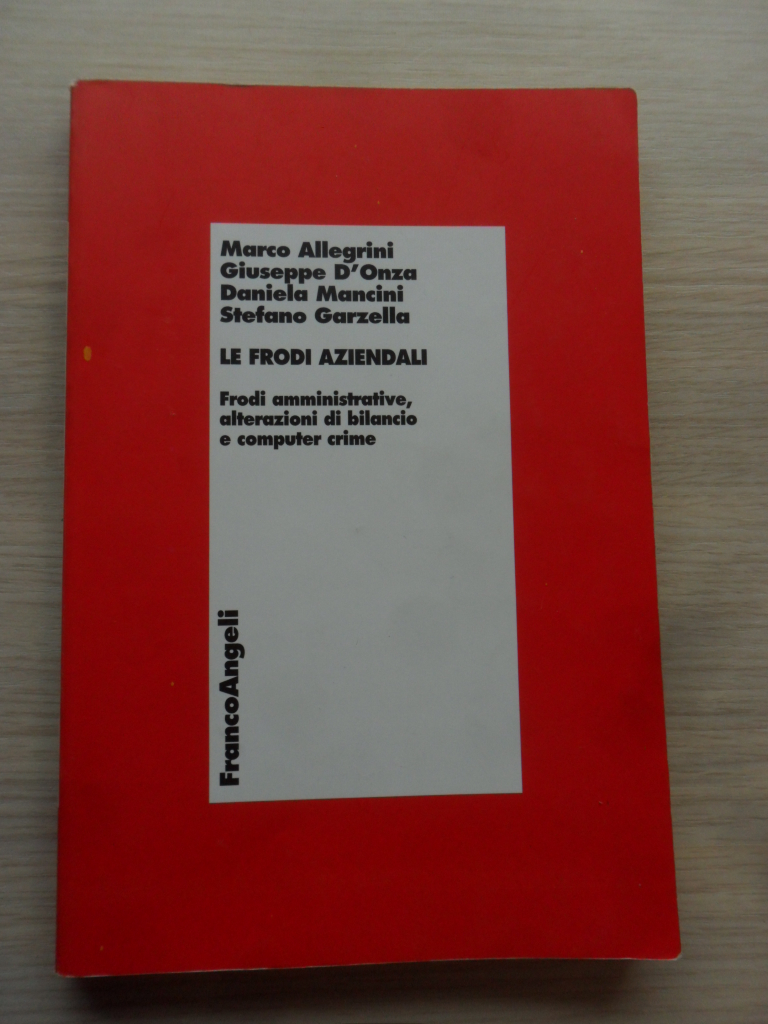 Marco Allegrini
Giuseppe D'Onza
Daniela Mancini
Stefano Garzella
LE FRODI AZIENDALI
Frodi amministrative,
alterazioni di bilancio
e computer crime
FrancoAngeli